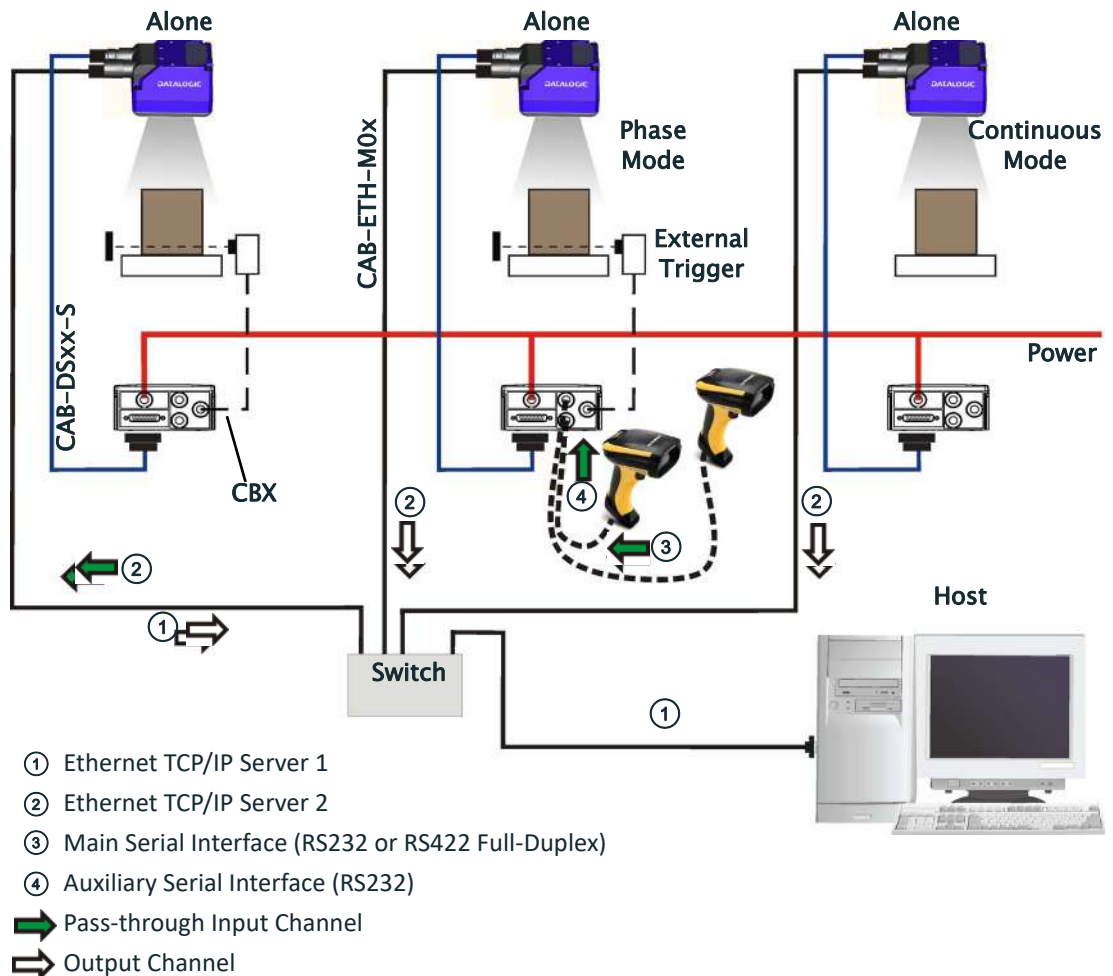 Alone
Alone
Alone
DATALOGIC
DATALOGIC
DATALOGIC
Phase
Mode
Continuous
Mode
CAB-ETH-M0x
External
Trigger
CAB-DSxx-S
Power
CBX
4
2
2
3
2
1
Host
Switch
1
1 Ethernet TCP/IP Server 1
2 Ethernet TCP/IP Server 2
3 Main Serial Interface (RS232 or RS422 Full-Duplex)
4 Auxiliary Serial Interface (RS232)
Pass-through Input Channel
Output Channel